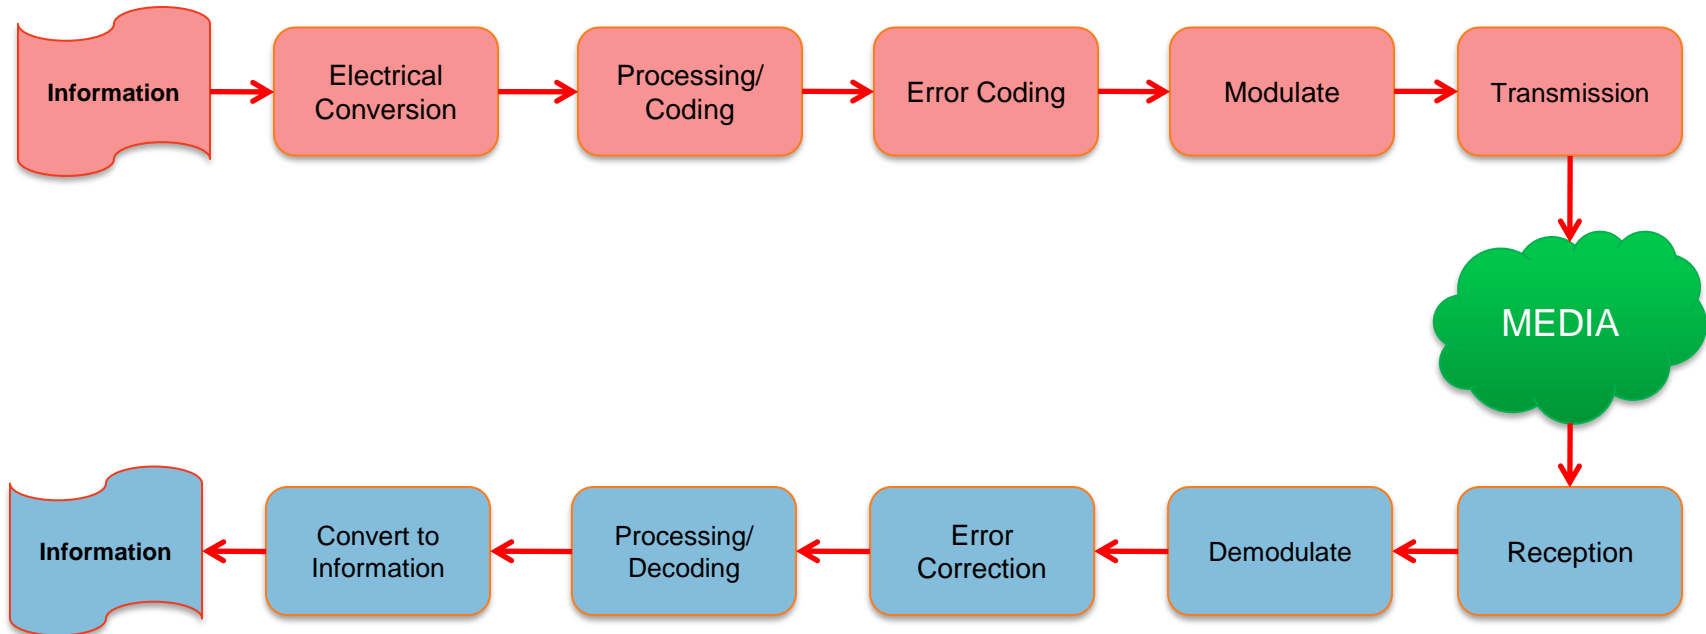 Information
Electrical
Conversion
Processing/
Coding
Error Coding
Modulate
Transmission
MEDIA
Information
Convert to
Information
Processing/
Decoding
Error
Correction
Demodulate
Reception